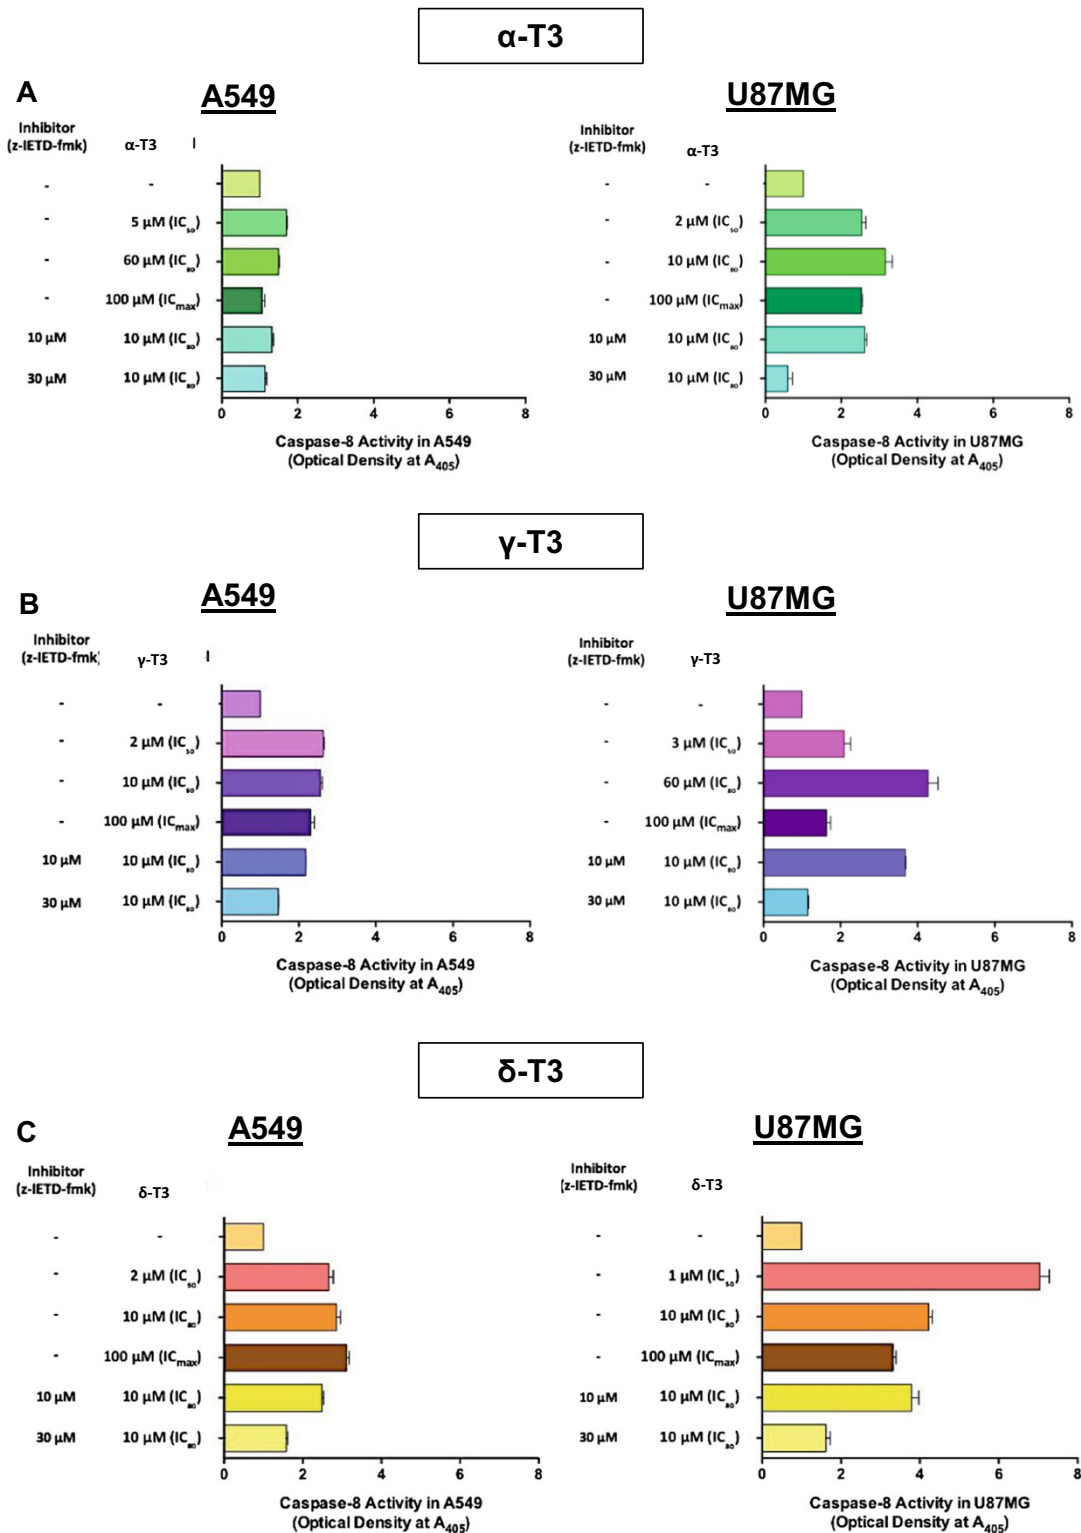 α-T3
A
A549
U87MG
Inhibitor
(z-IETD-fmk)
α-T3
- -
- 5 µM (IC₅₀)
- 60 µM (IC₈₀)
- 100 µM (ICmax)
10 µM 10 µM (IC₈₀)
30 µM 10 µM (IC₈₀)
0 2 4 6 8
Caspase-8 Activity in A549
(Optical Density at A₄₀₅)
Inhibitor
(z-IETD-fmk)
α-T3
- -
- 2 µM (IC₅₀)
- 10 µM (IC₈₀)
- 100 µM (ICmax)
10 µM 10 µM (IC₈₀)
30 µM 10 µM (IC₈₀)
0 2 4 6 8
Caspase-8 Activity in U87MG
(Optical Density at A₄₀₅)
γ-T3
B
A549
U87MG
Inhibitor
(z-IETD-fmk)
γ-T3
- -
- 2 µM (IC₅₀)
- 10 µM (IC₈₀)
- 100 µM (ICmax)
10 µM 10 µM (IC₈₀)
30 µM 10 µM (IC₈₀)
0 2 4 6 8
Caspase-8 Activity in A549
(Optical Density at A₄₀₅)
Inhibitor
(z-IETD-fmk)
γ-T3
- -
- 3 µM (IC₅₀)
- 60 µM (IC₈₀)
- 100 µM (ICmax)
10 µM 10 µM (IC₈₀)
30 µM 10 µM (IC₈₀)
0 2 4 6 8
Caspase-8 Activity in U87MG
(Optical Density at A₄₀₅)
δ-T3
C
A549
U87MG
Inhibitor
(z-IETD-fmk)
δ-T3
- -
- 2 µM (IC₅₀)
- 10 µM (IC₈₀)
- 100 µM (ICmax)
10 µM 10 µM (IC₈₀)
30 µM 10 µM (IC₈₀)
0 2 4 6 8
Caspase-8 Activity in A549
(Optical Density at A₄₀₅)
Inhibitor
(z-IETD-fmk)
δ-T3
- -
- 1 µM (IC₅₀)
- 10 µM (IC₈₀)
- 100 µM (ICmax)
10 µM 10 µM (IC₈₀)
30 µM 10 µM (IC₈₀)
0 2 4 6 8
Caspase-8 Activity in U87MG
(Optical Density at A₄₀₅)